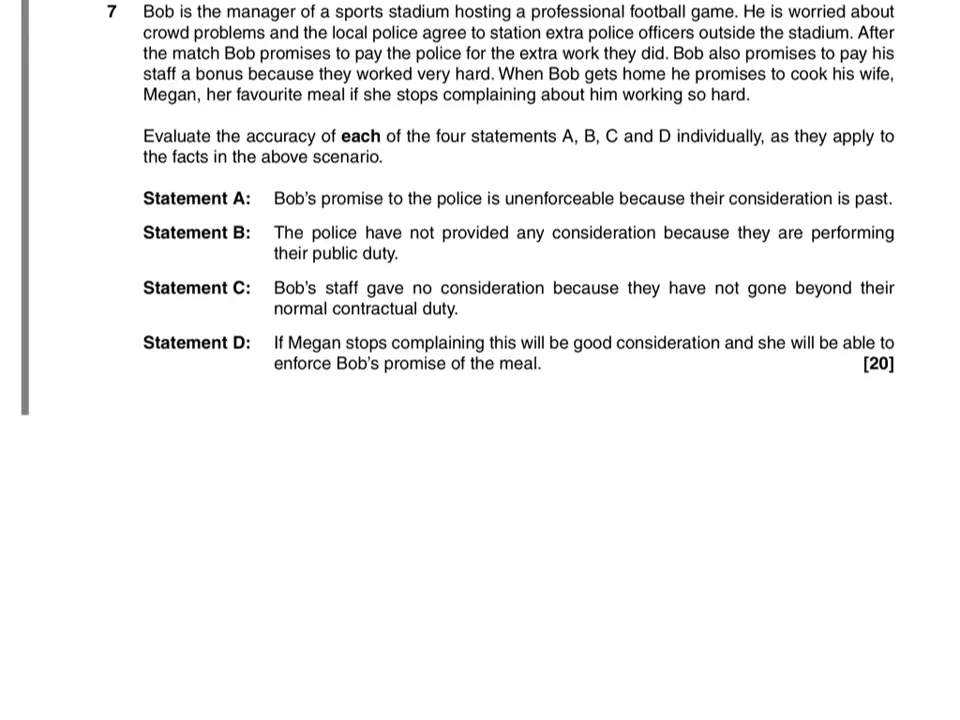 7 Bob is the manager of a sports stadium hosting a professional football game. He is worried about
crowd problems and the local police agree to station extra police officers outside the stadium. After
the match Bob promises to pay the police for the extra work they did. Bob also promises to pay his
staff a bonus because they worked very hard. When Bob gets home he promises to cook his wife,
Megan, her favourite meal if she stops complaining about him working so hard.
Evaluate the accuracy of each of the four statements A, B, C and D individually, as they apply to
the facts in the above scenario.
Statement A: Bob's promise to the police is unenforceable because their consideration is past.
Statement B: The police have not provided any consideration because they are performing
their public duty.
Statement C: Bob's staff gave no consideration because they have not gone beyond their
normal contractual duty.
Statement D: If Megan stops complaining this will be good consideration and she will be able to
enforce Bob's promise of the meal. [20]